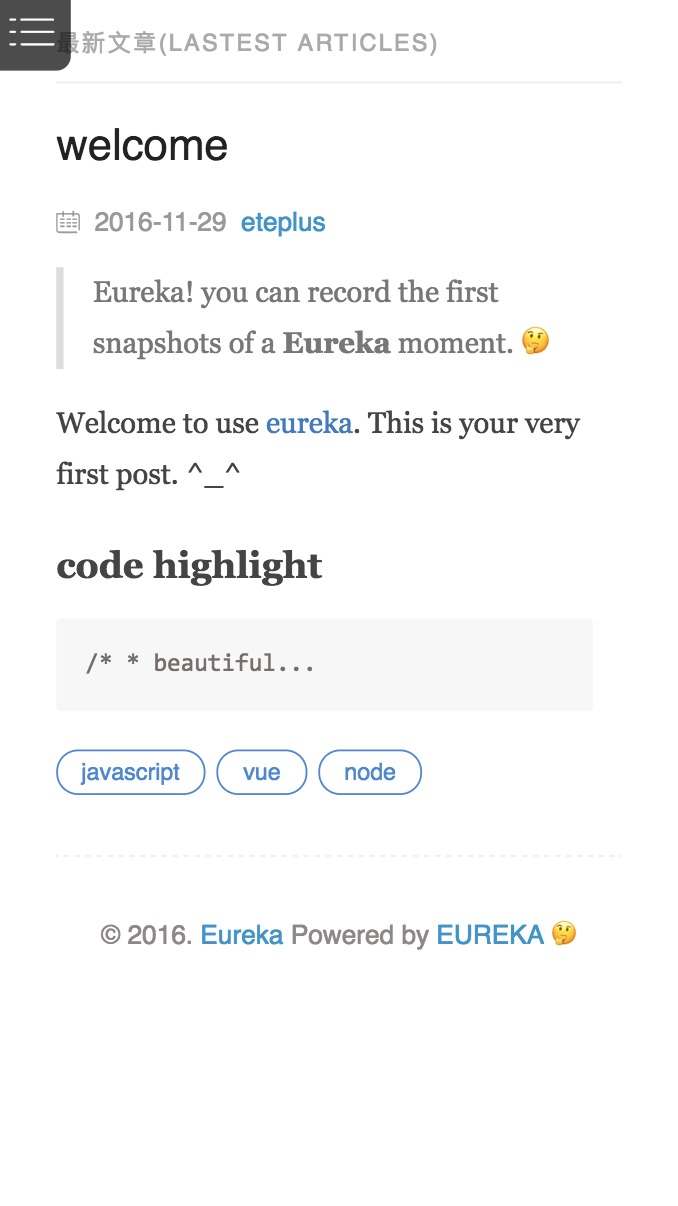 最新文章(LASTEST ARTICLES)
welcome
2016-11-29 eteplus
Eureka! you can record the first
snapshots of a Eureka moment. 🤔
Welcome to use eureka. This is your very
first post. ^_^
code highlight
/* * beautiful...
javascript vue node
© 2016. Eureka Powered by EUREKA 🤔